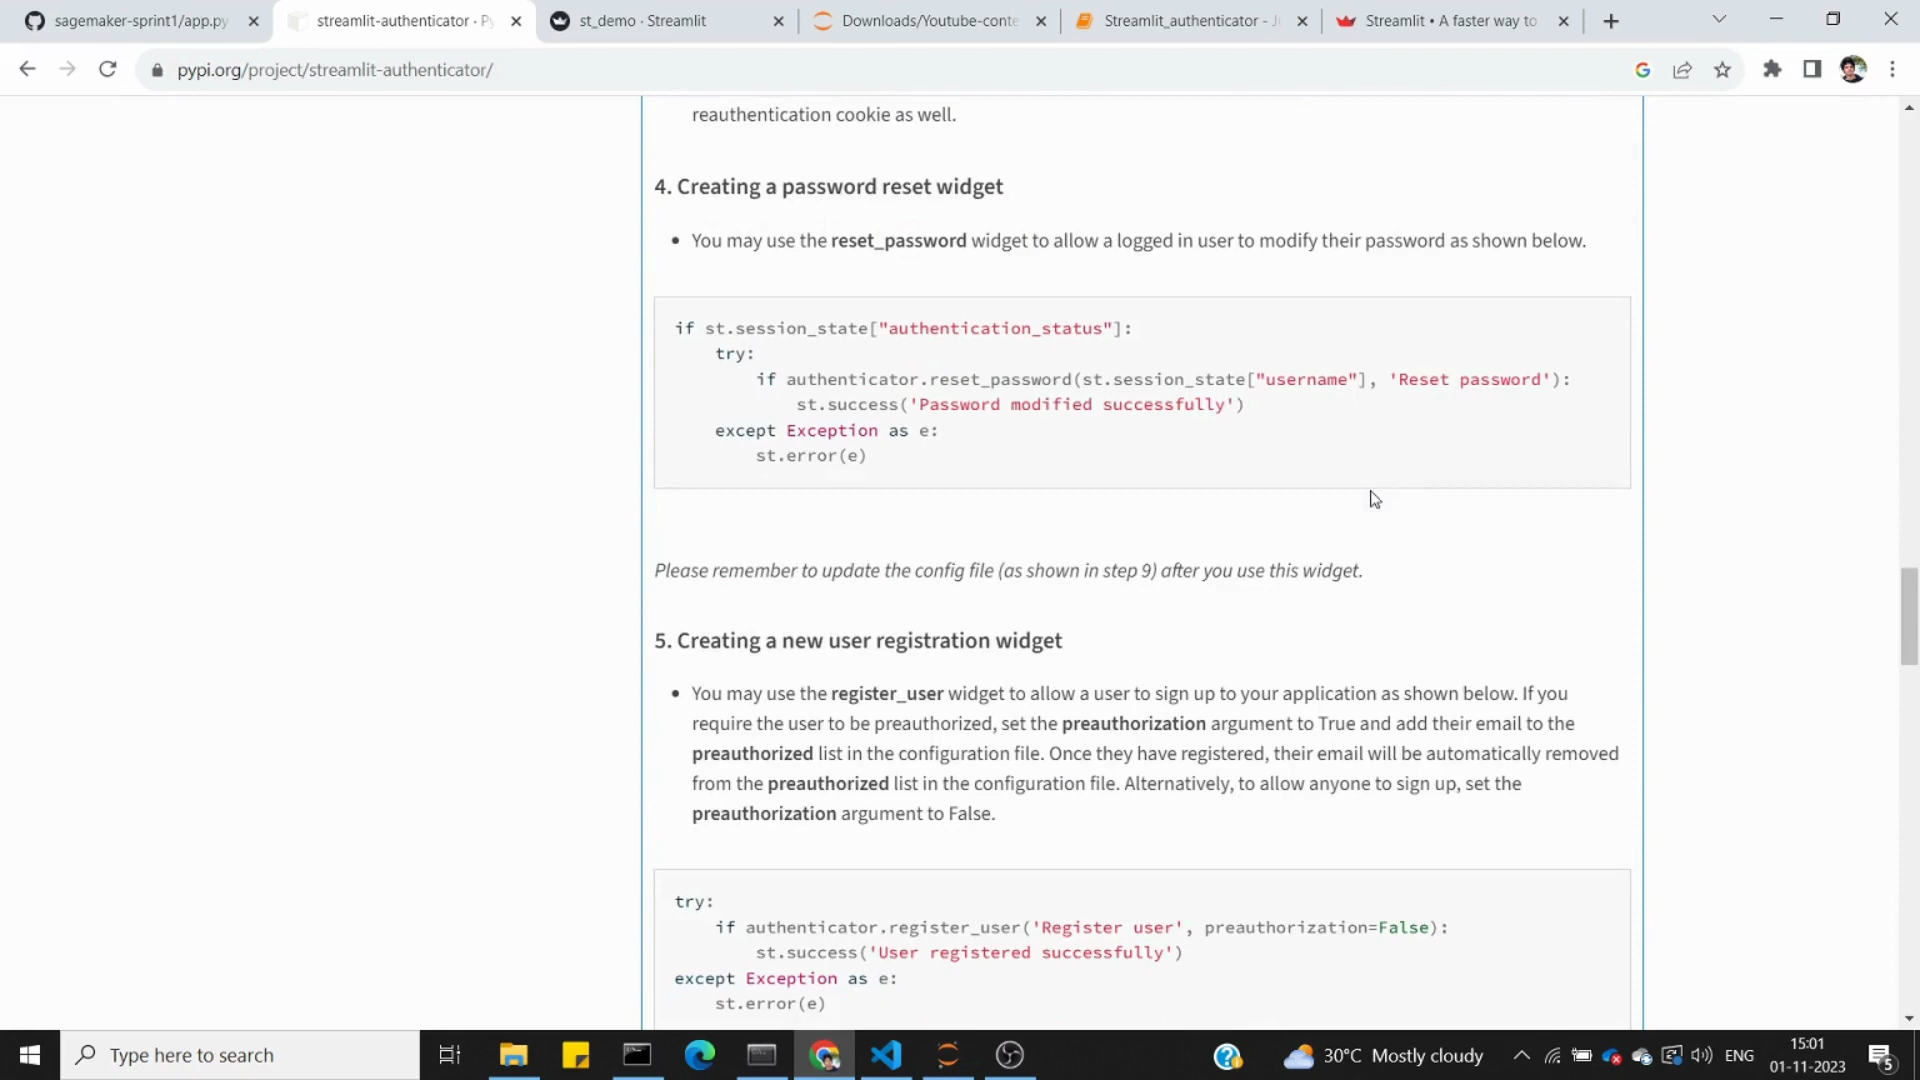 sagemaker-sprint1/app.py
streamlit-authenticator · Py
st_demo · Streamlit
Downloads/Youtube-conte
Streamlit_authenticator - J
Streamlit • A faster way to
pypi.org/project/streamlit-authenticator/
reauthentication cookie as well.
4. Creating a password reset widget
• You may use the reset_password widget to allow a logged in user to modify their password as shown below.
if st.session_state["authentication_status"]:
    try:
        if authenticator.reset_password(st.session_state["username"], 'Reset password'):
            st.success('Password modified successfully')
    except Exception as e:
        st.error(e)
Please remember to update the config file (as shown in step 9) after you use this widget.
5. Creating a new user registration widget
• You may use the register_user widget to allow a user to sign up to your application as shown below. If you
require the user to be preauthorized, set the preauthorization argument to True and add their email to the
preauthorized list in the configuration file. Once they have registered, their email will be automatically removed
from the preauthorized list in the configuration file. Alternatively, to allow anyone to sign up, set the
preauthorization argument to False.
try:
    if authenticator.register_user('Register user', preauthorization=False):
        st.success('User registered successfully')
except Exception as e:
    st.error(e)
Type here to search
30°C Mostly cloudy
ENG
15:01
01-11-2023
5